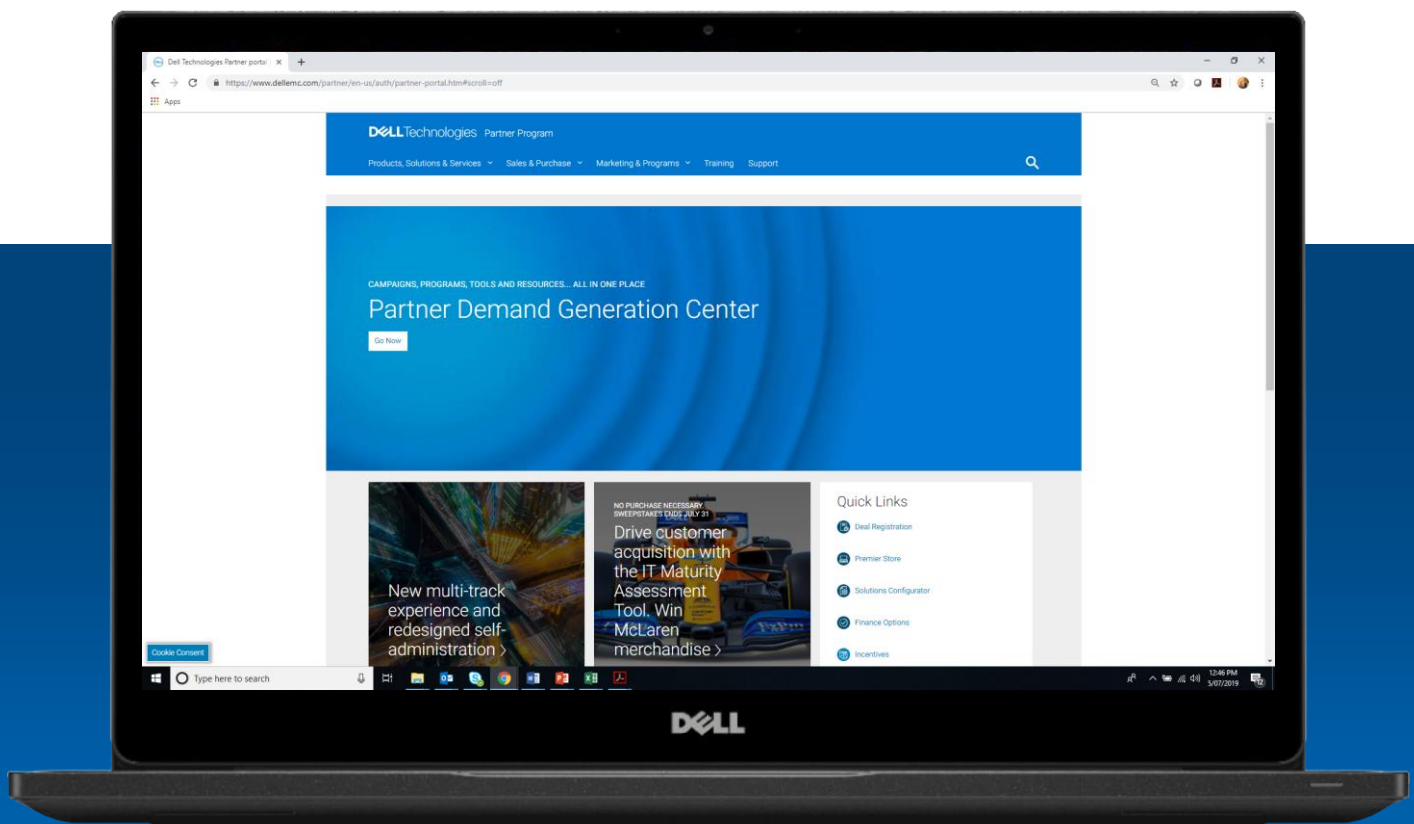 Dell Technologies Partner portal
https://www.dellemc.com/partner/en-us/auth/partner-portal.htm#scroll=off
Apps
DELLTechnologies Partner Program
Products, Solutions & Services Sales & Purchase Marketing & Programs Training Support
CAMPAIGNS, PROGRAMS, TOOLS AND RESOURCES... ALL IN ONE PLACE
Partner Demand Generation Center
Go Now
New multi-track
experience and
redesigned self-
administration >
NO PURCHASE NECESSARY.
SWEEPSTAKES ENDS JULY 31
Drive customer
acquisition with
the IT Maturity
Assessment
Tool. Win
McLaren
merchandise >
Quick Links
Deal Registration
Premier Store
Solutions Configurator
Finance Options
Incentives
Cookie Consent
Type here to search
12:46 PM
5/07/2019
DELL